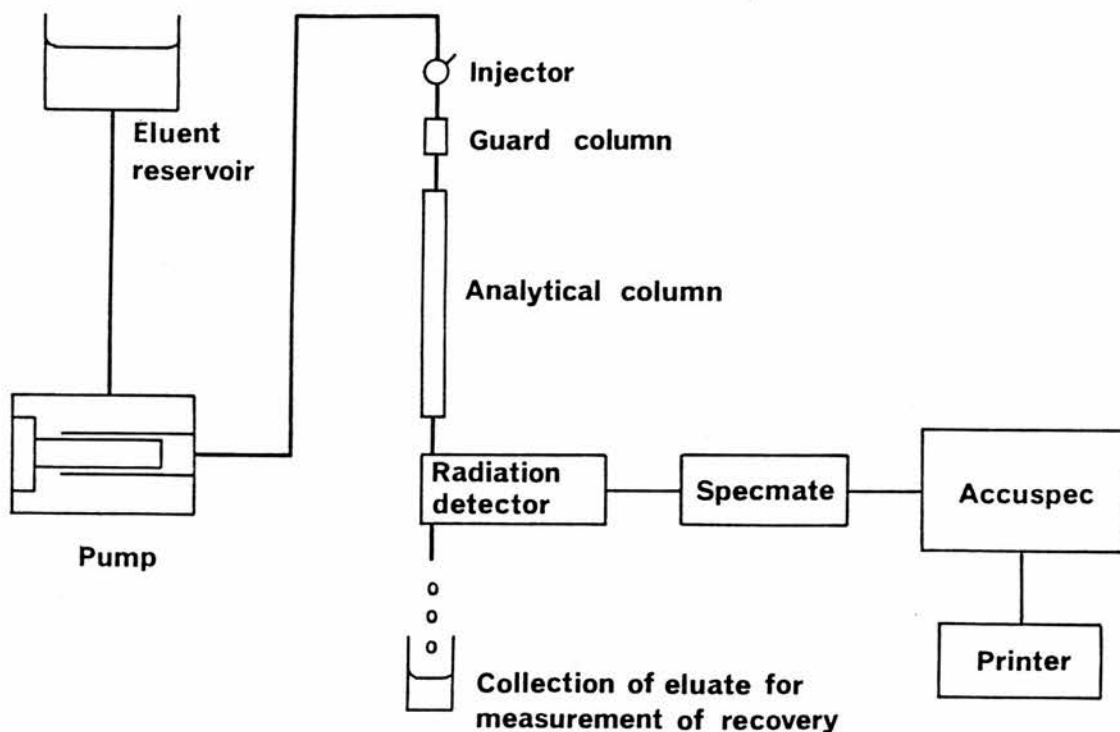 Injector
Eluent
reservoir
Guard column
Analytical column
Radiation
detector
Specmate
Accuspec
Pump
Printer
Collection of eluate for
measurement of recovery